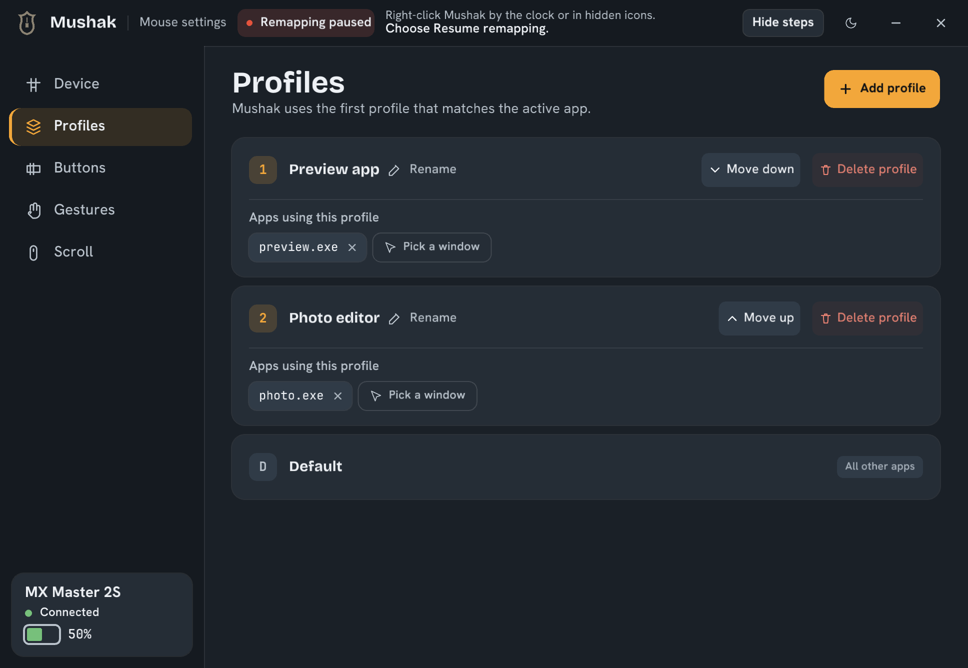 Mushak
Mouse settings
Remapping paused
Right-click Mushak by the clock or in hidden icons.
Choose Resume remapping.
Hide steps
Device
Profiles
Buttons
Gestures
Scroll
MX Master 2S
Connected
50%
Profiles
Mushak uses the first profile that matches the active app.
Add profile
1 Preview app Rename Move down Delete profile
Apps using this profile
preview.exe Pick a window
2 Photo editor Rename Move up Delete profile
Apps using this profile
photo.exe Pick a window
D Default All other apps